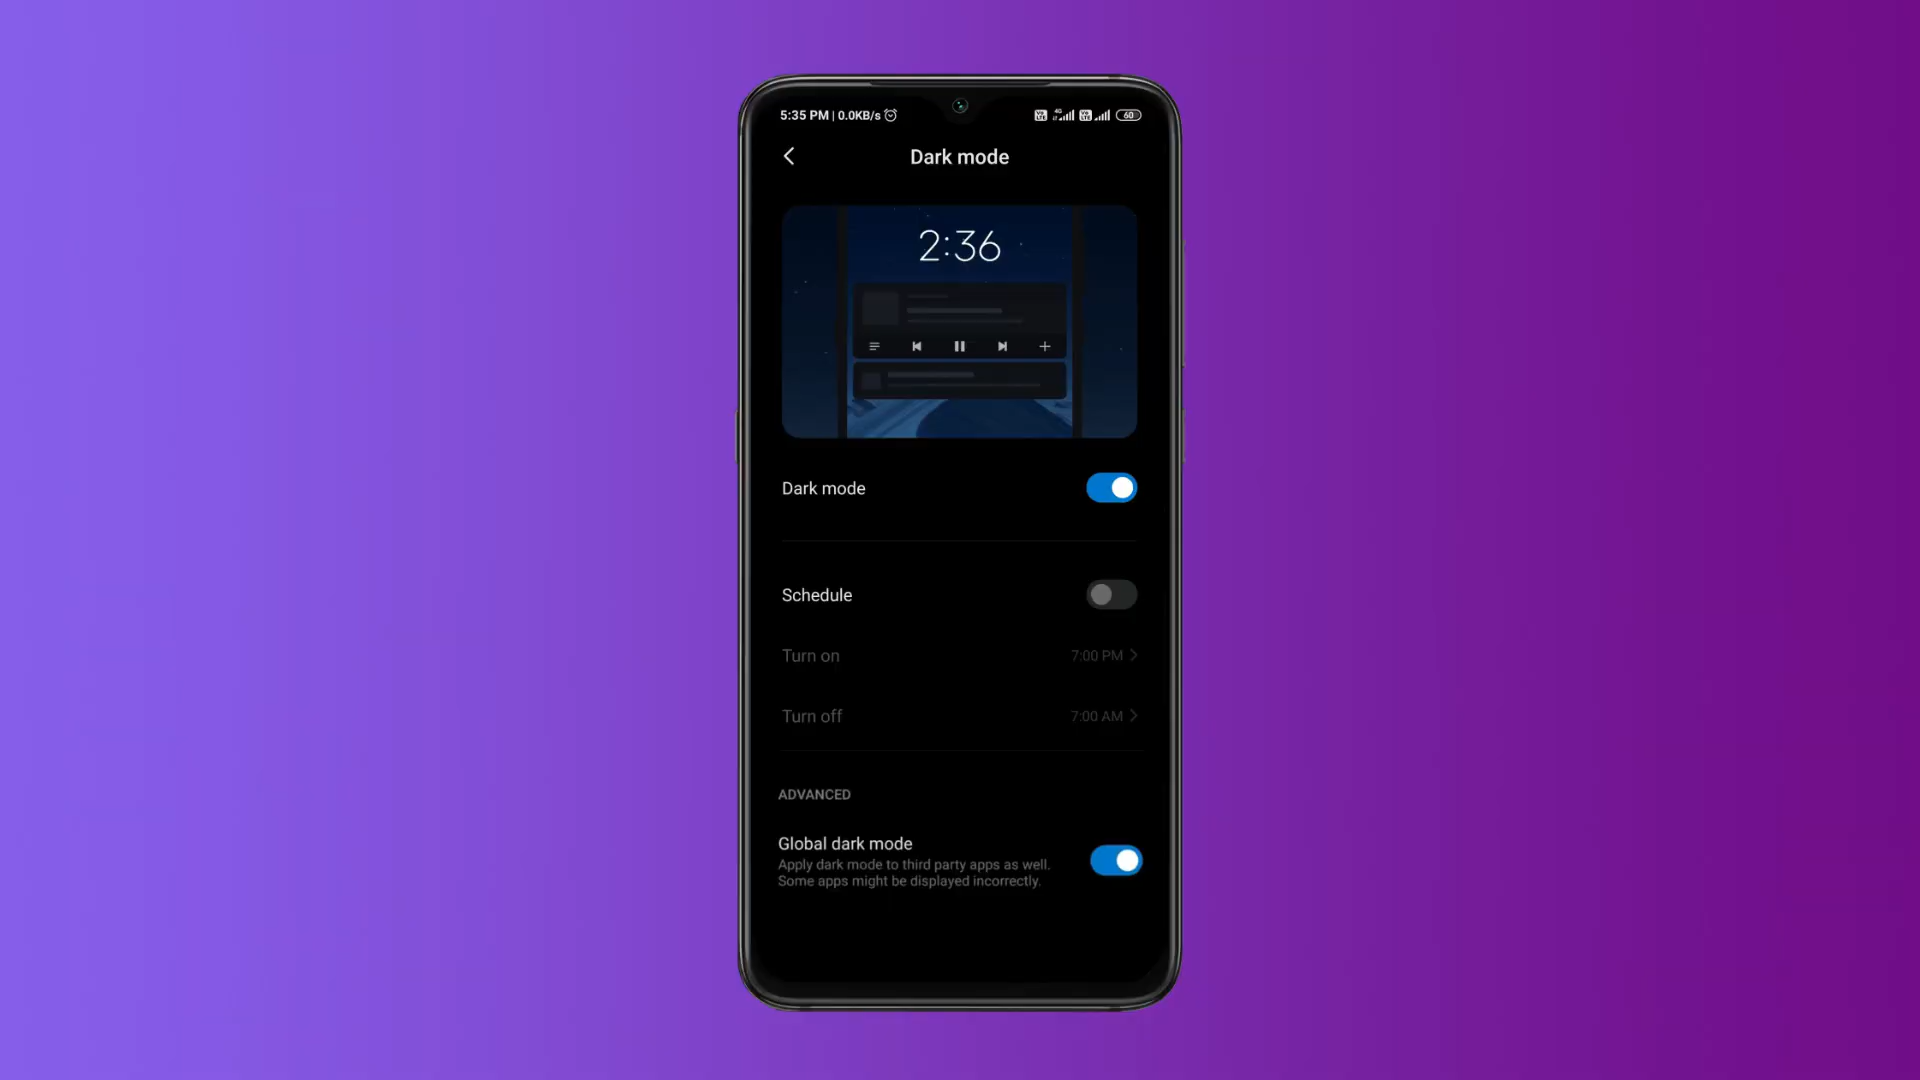 5:35 PM | 0.0KB/s
4G
60
Dark mode
2:36
Dark mode
Schedule
Turn on 7:00 PM
Turn off 7:00 AM
ADVANCED
Global dark mode
Apply dark mode to third party apps as well.
Some apps might be displayed incorrectly.